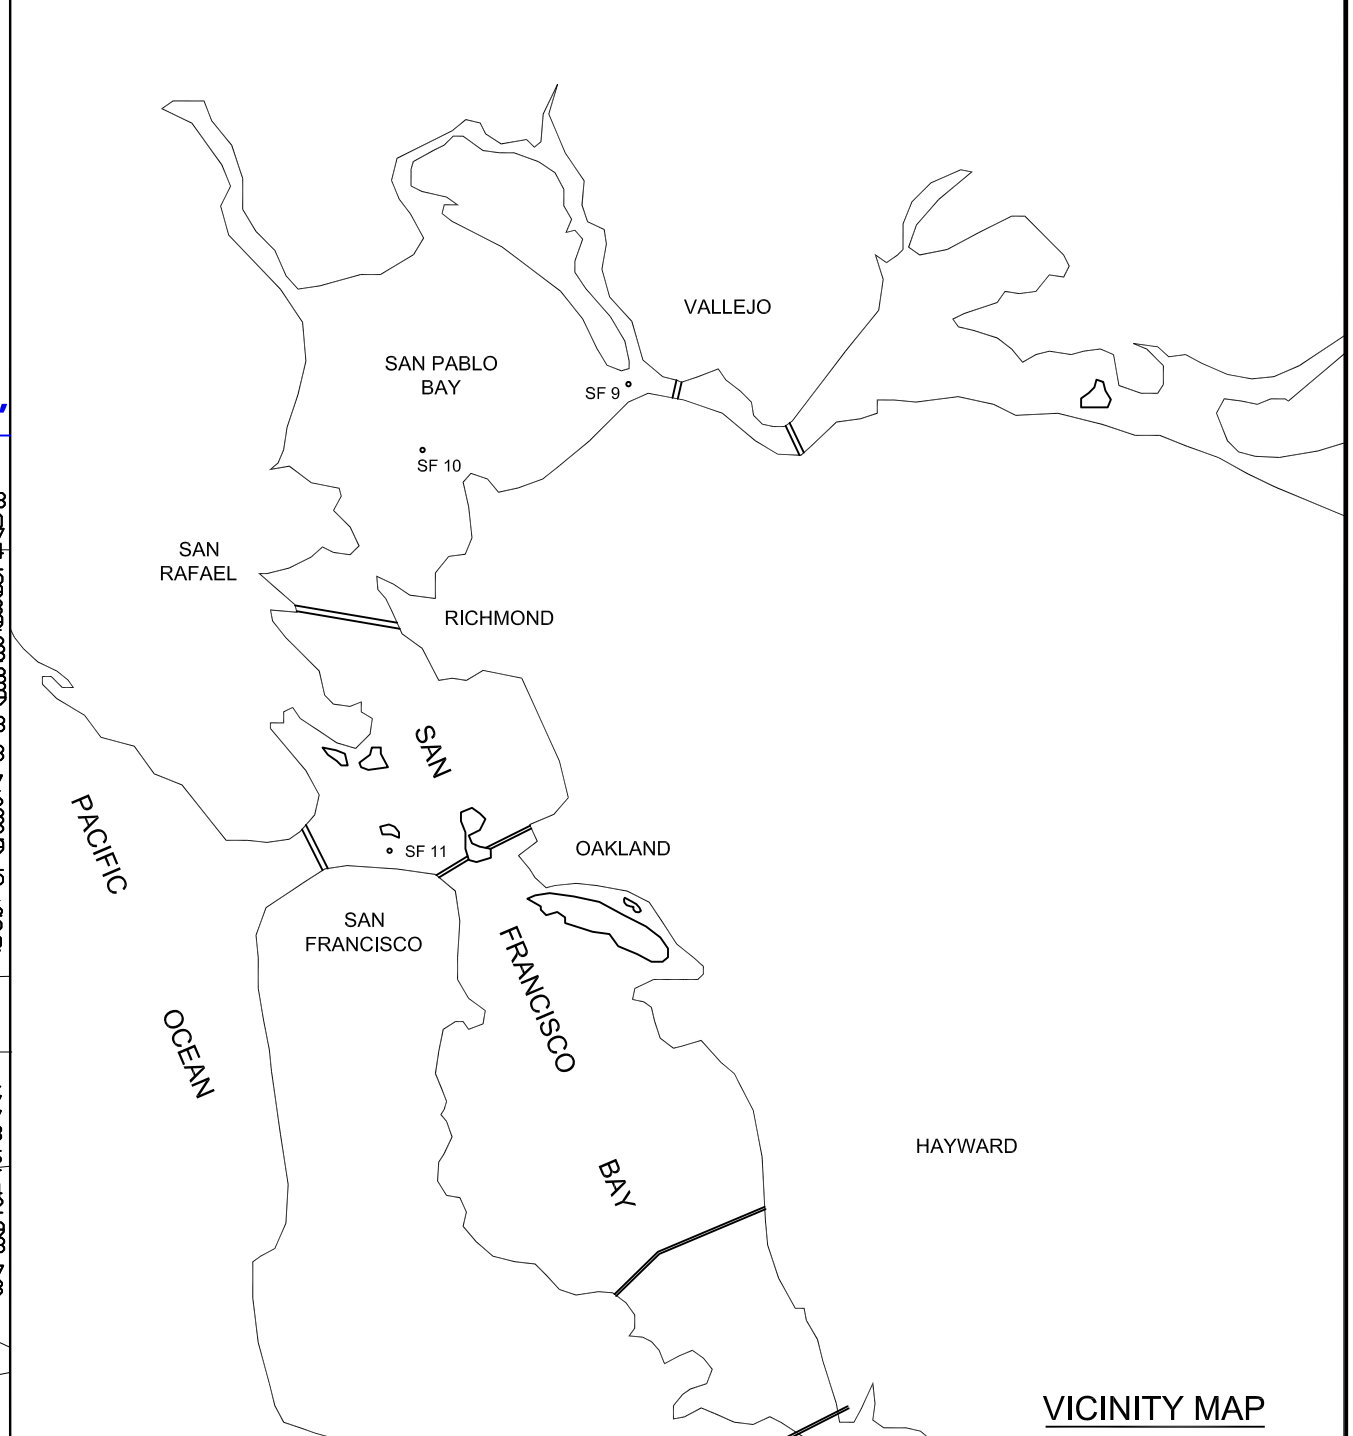 VALLEJO
SAN PABLO
BAY
SF 9
SF 10
SAN
RAFAEL
RICHMOND
SAN
PACIFIC
SF 11
OAKLAND
SAN
FRANCISCO
FRANCISCO
OCEAN
HAYWARD
BAY
VICINITY MAP